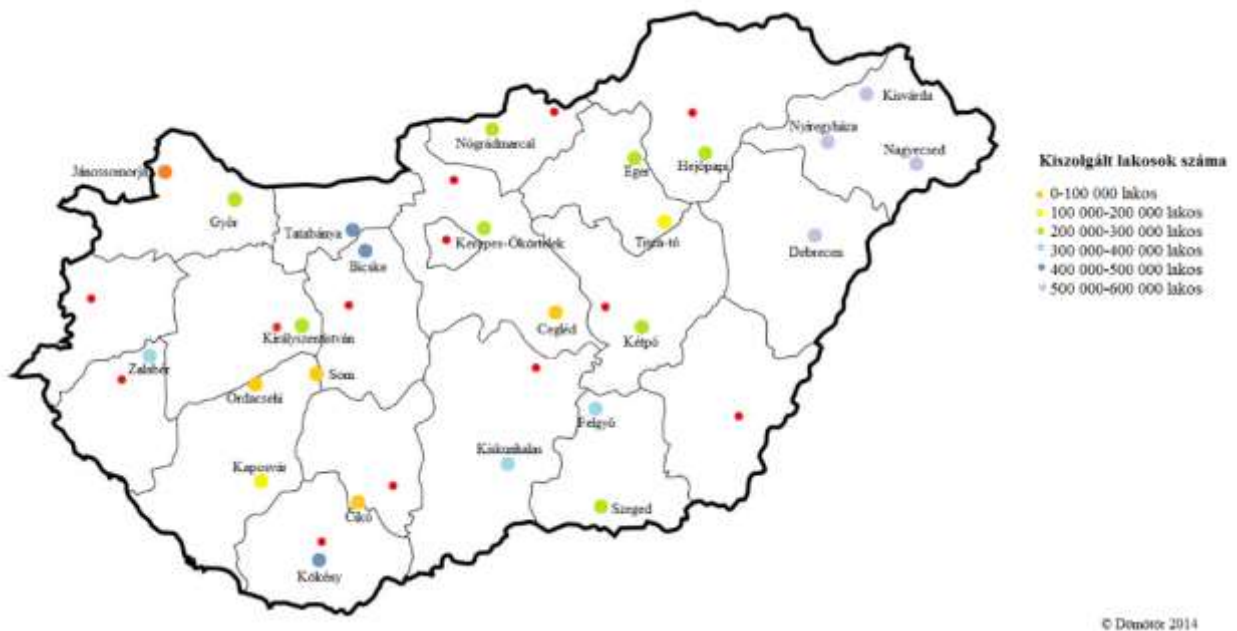 Kisvárda
Nyíregyháza
Nógrádmarcal
Nagyecsed
Eger
Hejőpapi
Jánossomorja
Győr
Tatabánya
Kerepes-Ökörtelek
Tisza-tó
Debrecen
Bicske
Cegléd
Királyszentistván
Kétpó
Zalabér
Som
Ordacsehi
Felgyő
Kiskunhalas
Kaposvár
Cikó
Szeged
Kökény
Kiszolgált lakosok száma
0-100 000 lakos
100 000-200 000 lakos
200 000-300 000 lakos
300 000-400 000 lakos
400 000-500 000 lakos
500 000-600 000 lakos
© Dömötör 2014